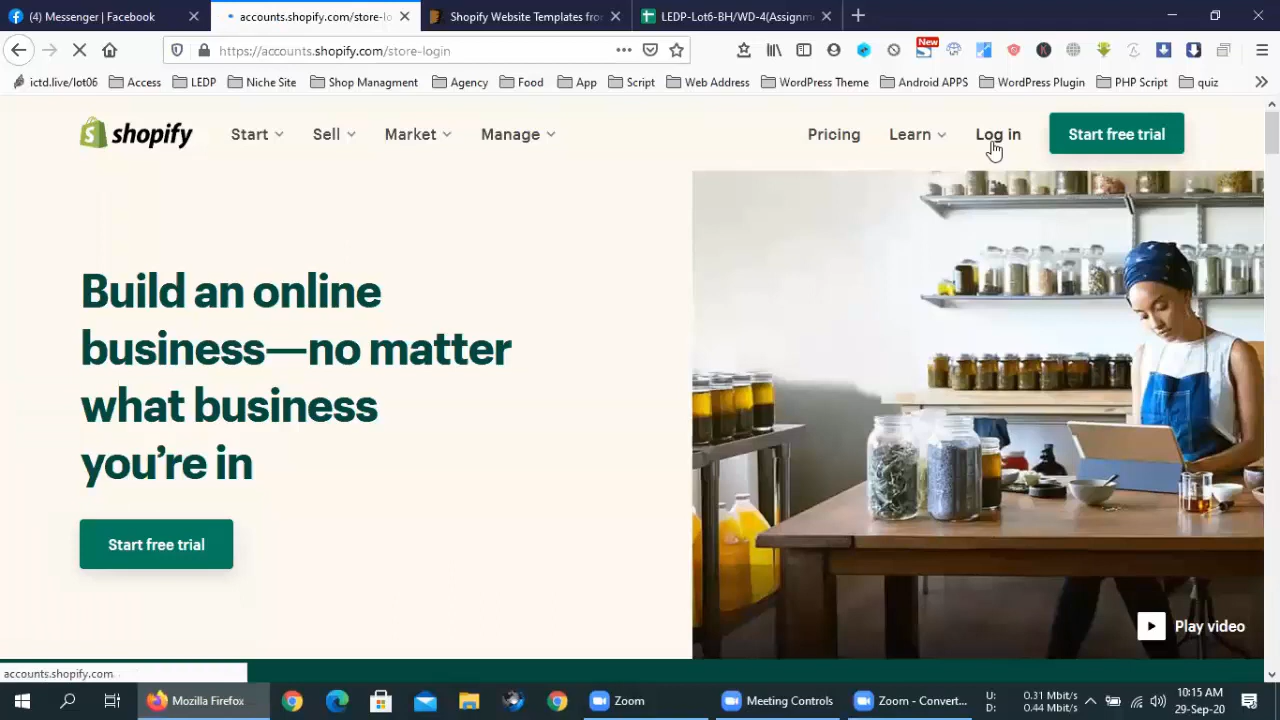 (4) Messenger | Facebook
accounts.shopify.com/store-lo
Shopify Website Templates from
LEDP-Lot6-BH/WD-4(Assignm
https://accounts.shopify.com/store-login
New
ictd.live/lot06
Access
LEDP
Niche Site
Shop Managment
Agency
Food
App
Script
Web Address
WordPress Theme
Android APPS
WordPress Plugin
PHP Script
quiz
shopify
Start
Sell
Market
Manage
Pricing
Learn
Log in
Start free trial
Build an online
business—no matter
what business
you’re in
Start free trial
Play video
accounts.shopify.com
Mozilla Firefox
Zoom
Meeting Controls
Zoom - Convert...
U: 0.31 Mbit/s
D: 0.44 Mbit/s
10:15 AM
29-Sep-20